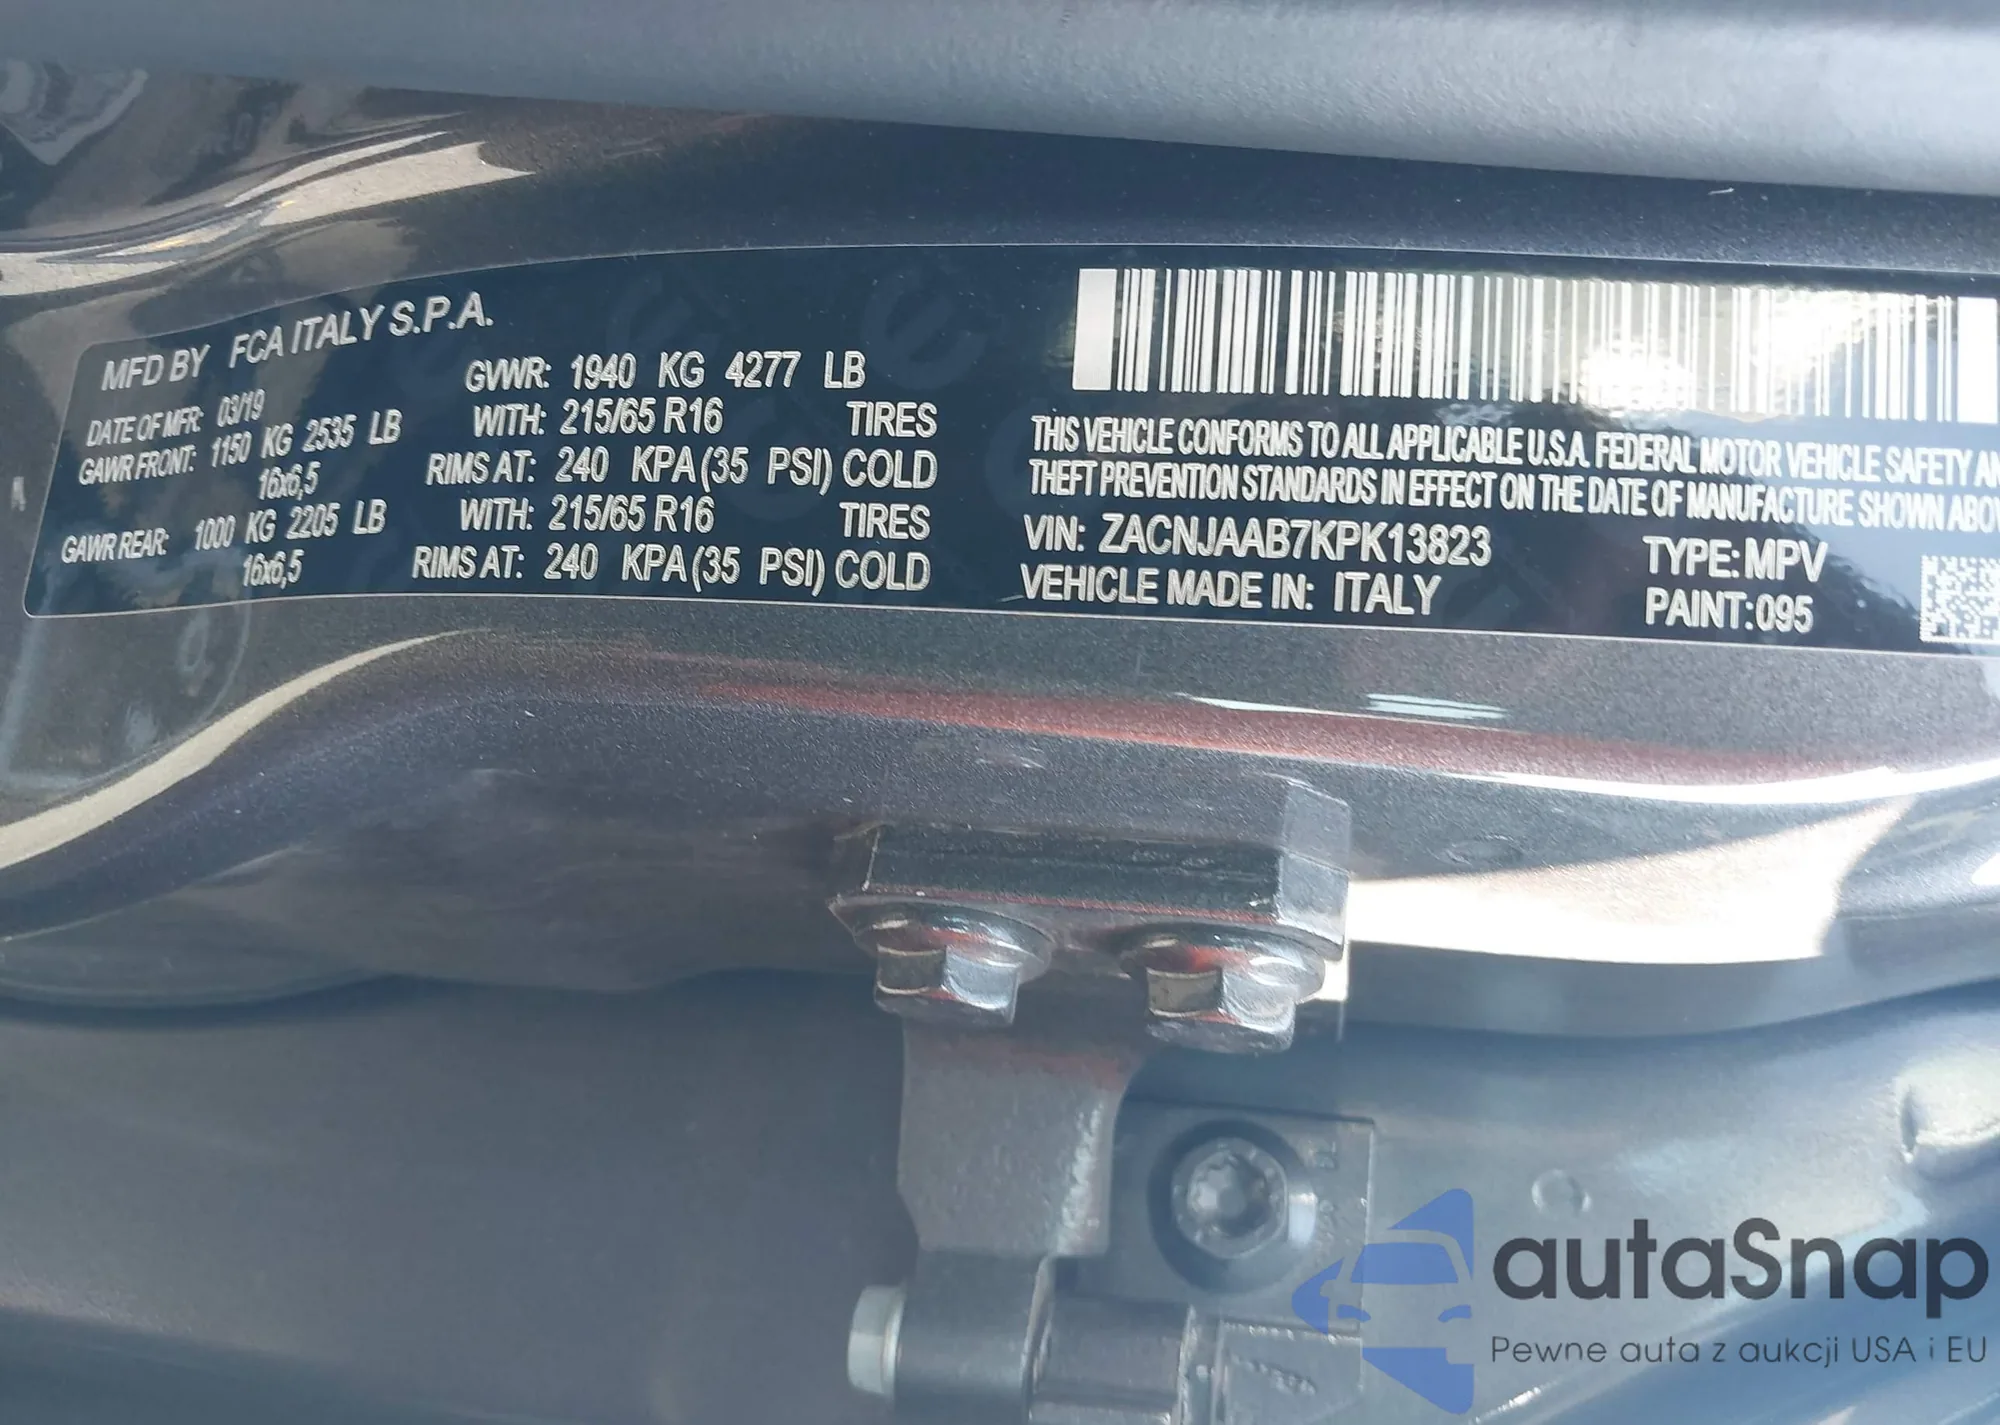 MFD BY FCA ITALY S.P.A.
DATE OF MFR: 03/19
GAWR FRONT: 1150 KG 2535 LB
16x6,5
GAWR REAR: 1000 KG 2205 LB
16x6,5
GVWR: 1940 KG 4277 LB
WITH: 215/65 R16 TIRES
RIMS AT: 240 KPA (35 PSI) COLD
WITH: 215/65 R16 TIRES
RIMS AT: 240 KPA (35 PSI) COLD
THIS VEHICLE CONFORMS TO ALL APPLICABLE U.S.A. FEDERAL MOTOR VEHICLE SAFETY AN
THEFT PREVENTION STANDARDS IN EFFECT ON THE DATE OF MANUFACTURE SHOWN ABOV
VIN: ZACNJAAB7KPK13823 TYPE: MPV
VEHICLE MADE IN: ITALY PAINT: 095
autaSnap
Pewne auta z aukcji USA i EU